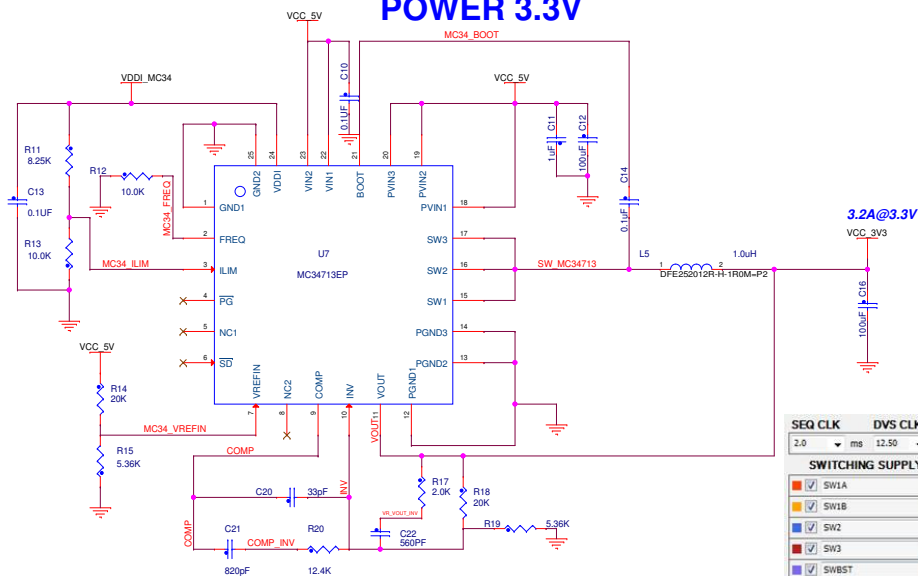 POWER 3.3V
VCC_5V
MC34_BOOT
VDDI_MC34
VCC_5V
C10
0.1UF
C11
1uF
C12
100uF
R11
8.25K
R12
10.0K
C13
0.1UF
R13
10.0K
MC34_FREQ
MC34_ILIM
25
24
23
22
21
20
19
GND2
VDDI
VIN2
VIN1
BOOT
PVIN3
PVIN2
C14
0.1uF
1
GND1
PVIN1
18
2
FREQ
SW3
17
U7
3
ILIM
MC34713EP
SW2
16
SW_MC34713
L5
1.0uH
1
2
DFE252012R-H-1R0M=P2
3.2A@3.3V
VCC_3V3
4
PG
SW1
15
C16
100uF
5
NC1
PGND3
14
6
SD
PGND2
13
VREFIN
NC2
COMP
INV
VOUT
PGND1
7
8
9
10
11
12
VCC_5V
R14
20K
MC34_VREFIN
R15
5.36K
COMP
INV
VOUT
C20
33pF
R17
2.0K
R18
20K
VR_VOUT_INV
C22
560PF
R19
5.36K
COMP
C21
820pF
COMP_INV
R20
12.4K
SEQ CLK DVS CLK
2.0 ms 12.50
SWITCHING SUPPLY
SW1A
SW1B
SW2
SW3
SWBST